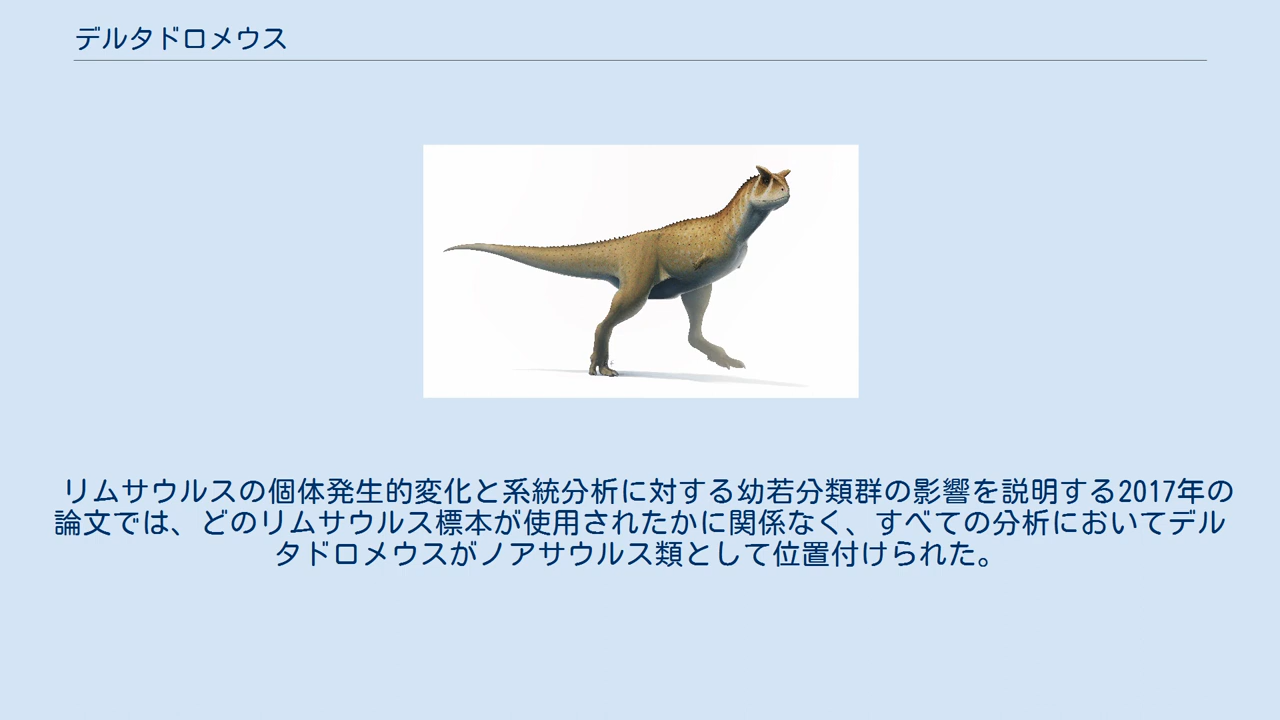 デルタドロメウス
リムサウルスの個体発生的変化と系統分析に対する幼若分類群の影響を説明する2017年の
論文では、どのリムサウルス標本が使用されたかに関係なく、すべての分析においてデル
タドロメウスがノアサウルス類として位置付けられた。